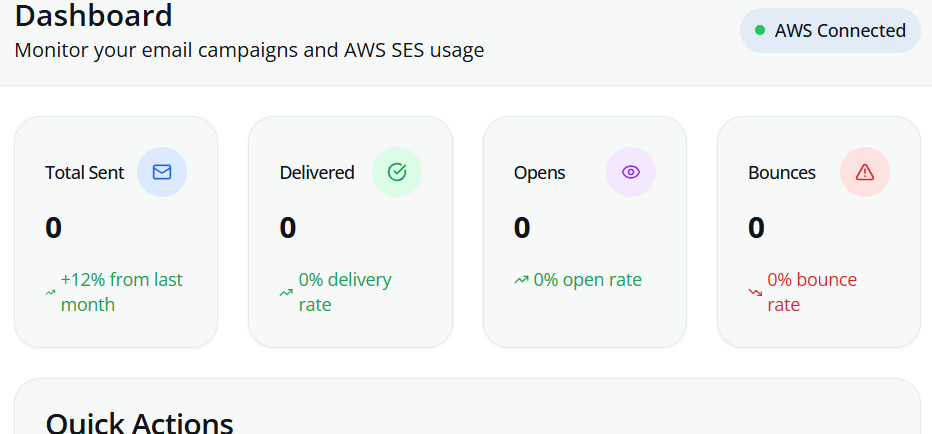 Dashboard
Monitor your email campaigns and AWS SES usage
AWS Connected
Total Sent
0
+12% from last
month
Delivered
0
0% delivery
rate
Opens
0
0% open rate
Bounces
0
0% bounce
rate
Quick Actions